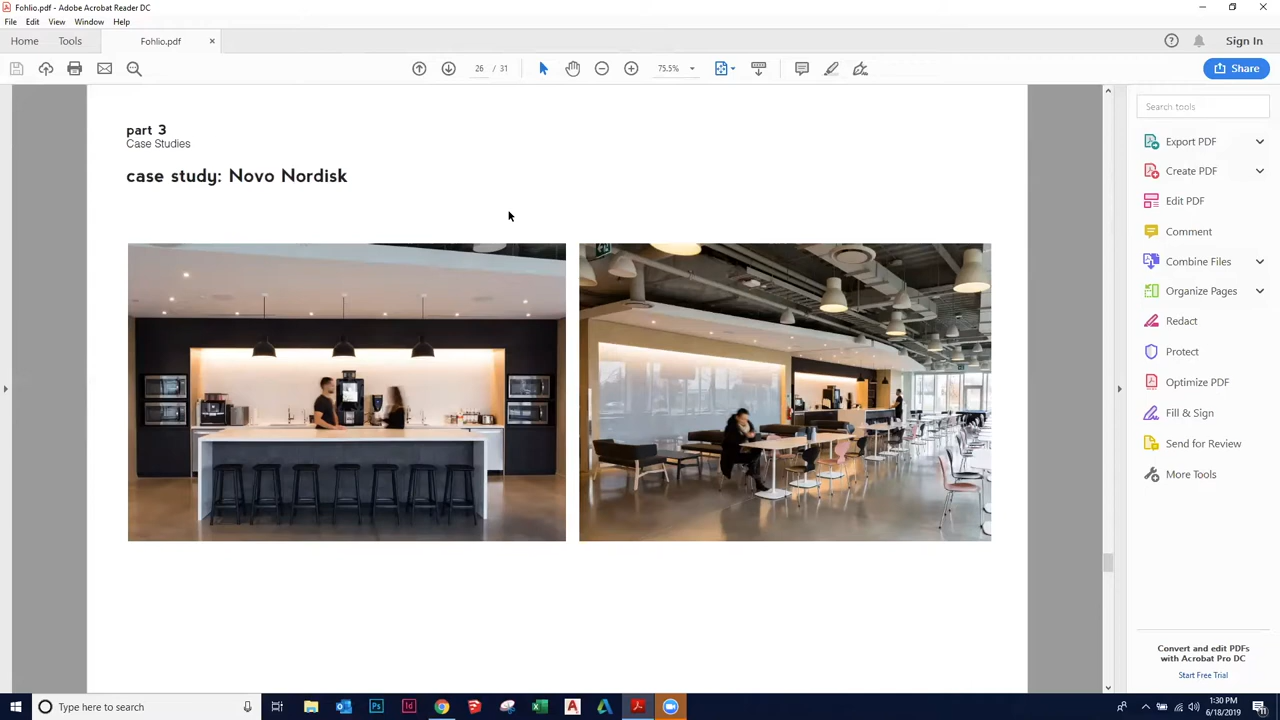 Fohlio.pdf - Adobe Acrobat Reader DC
File Edit View Window Help
Home Tools Fohlio.pdf × Sign In
26 / 31 75.5% Share
part 3
Case Studies
case study: Novo Nordisk
Search tools
Export PDF
Create PDF
Edit PDF
Comment
Combine Files
Organize Pages
Redact
Protect
Optimize PDF
Fill & Sign
Send for Review
More Tools
Convert and edit PDFs
with Acrobat Pro DC
Start Free Trial
Type here to search
1:30 PM
6/18/2019